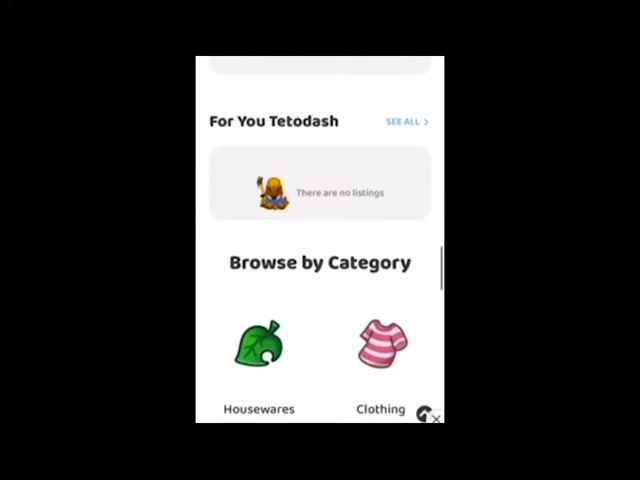 For You Tetodash
SEE ALL >
There are no listings
Browse by Category
Housewares
Clothing